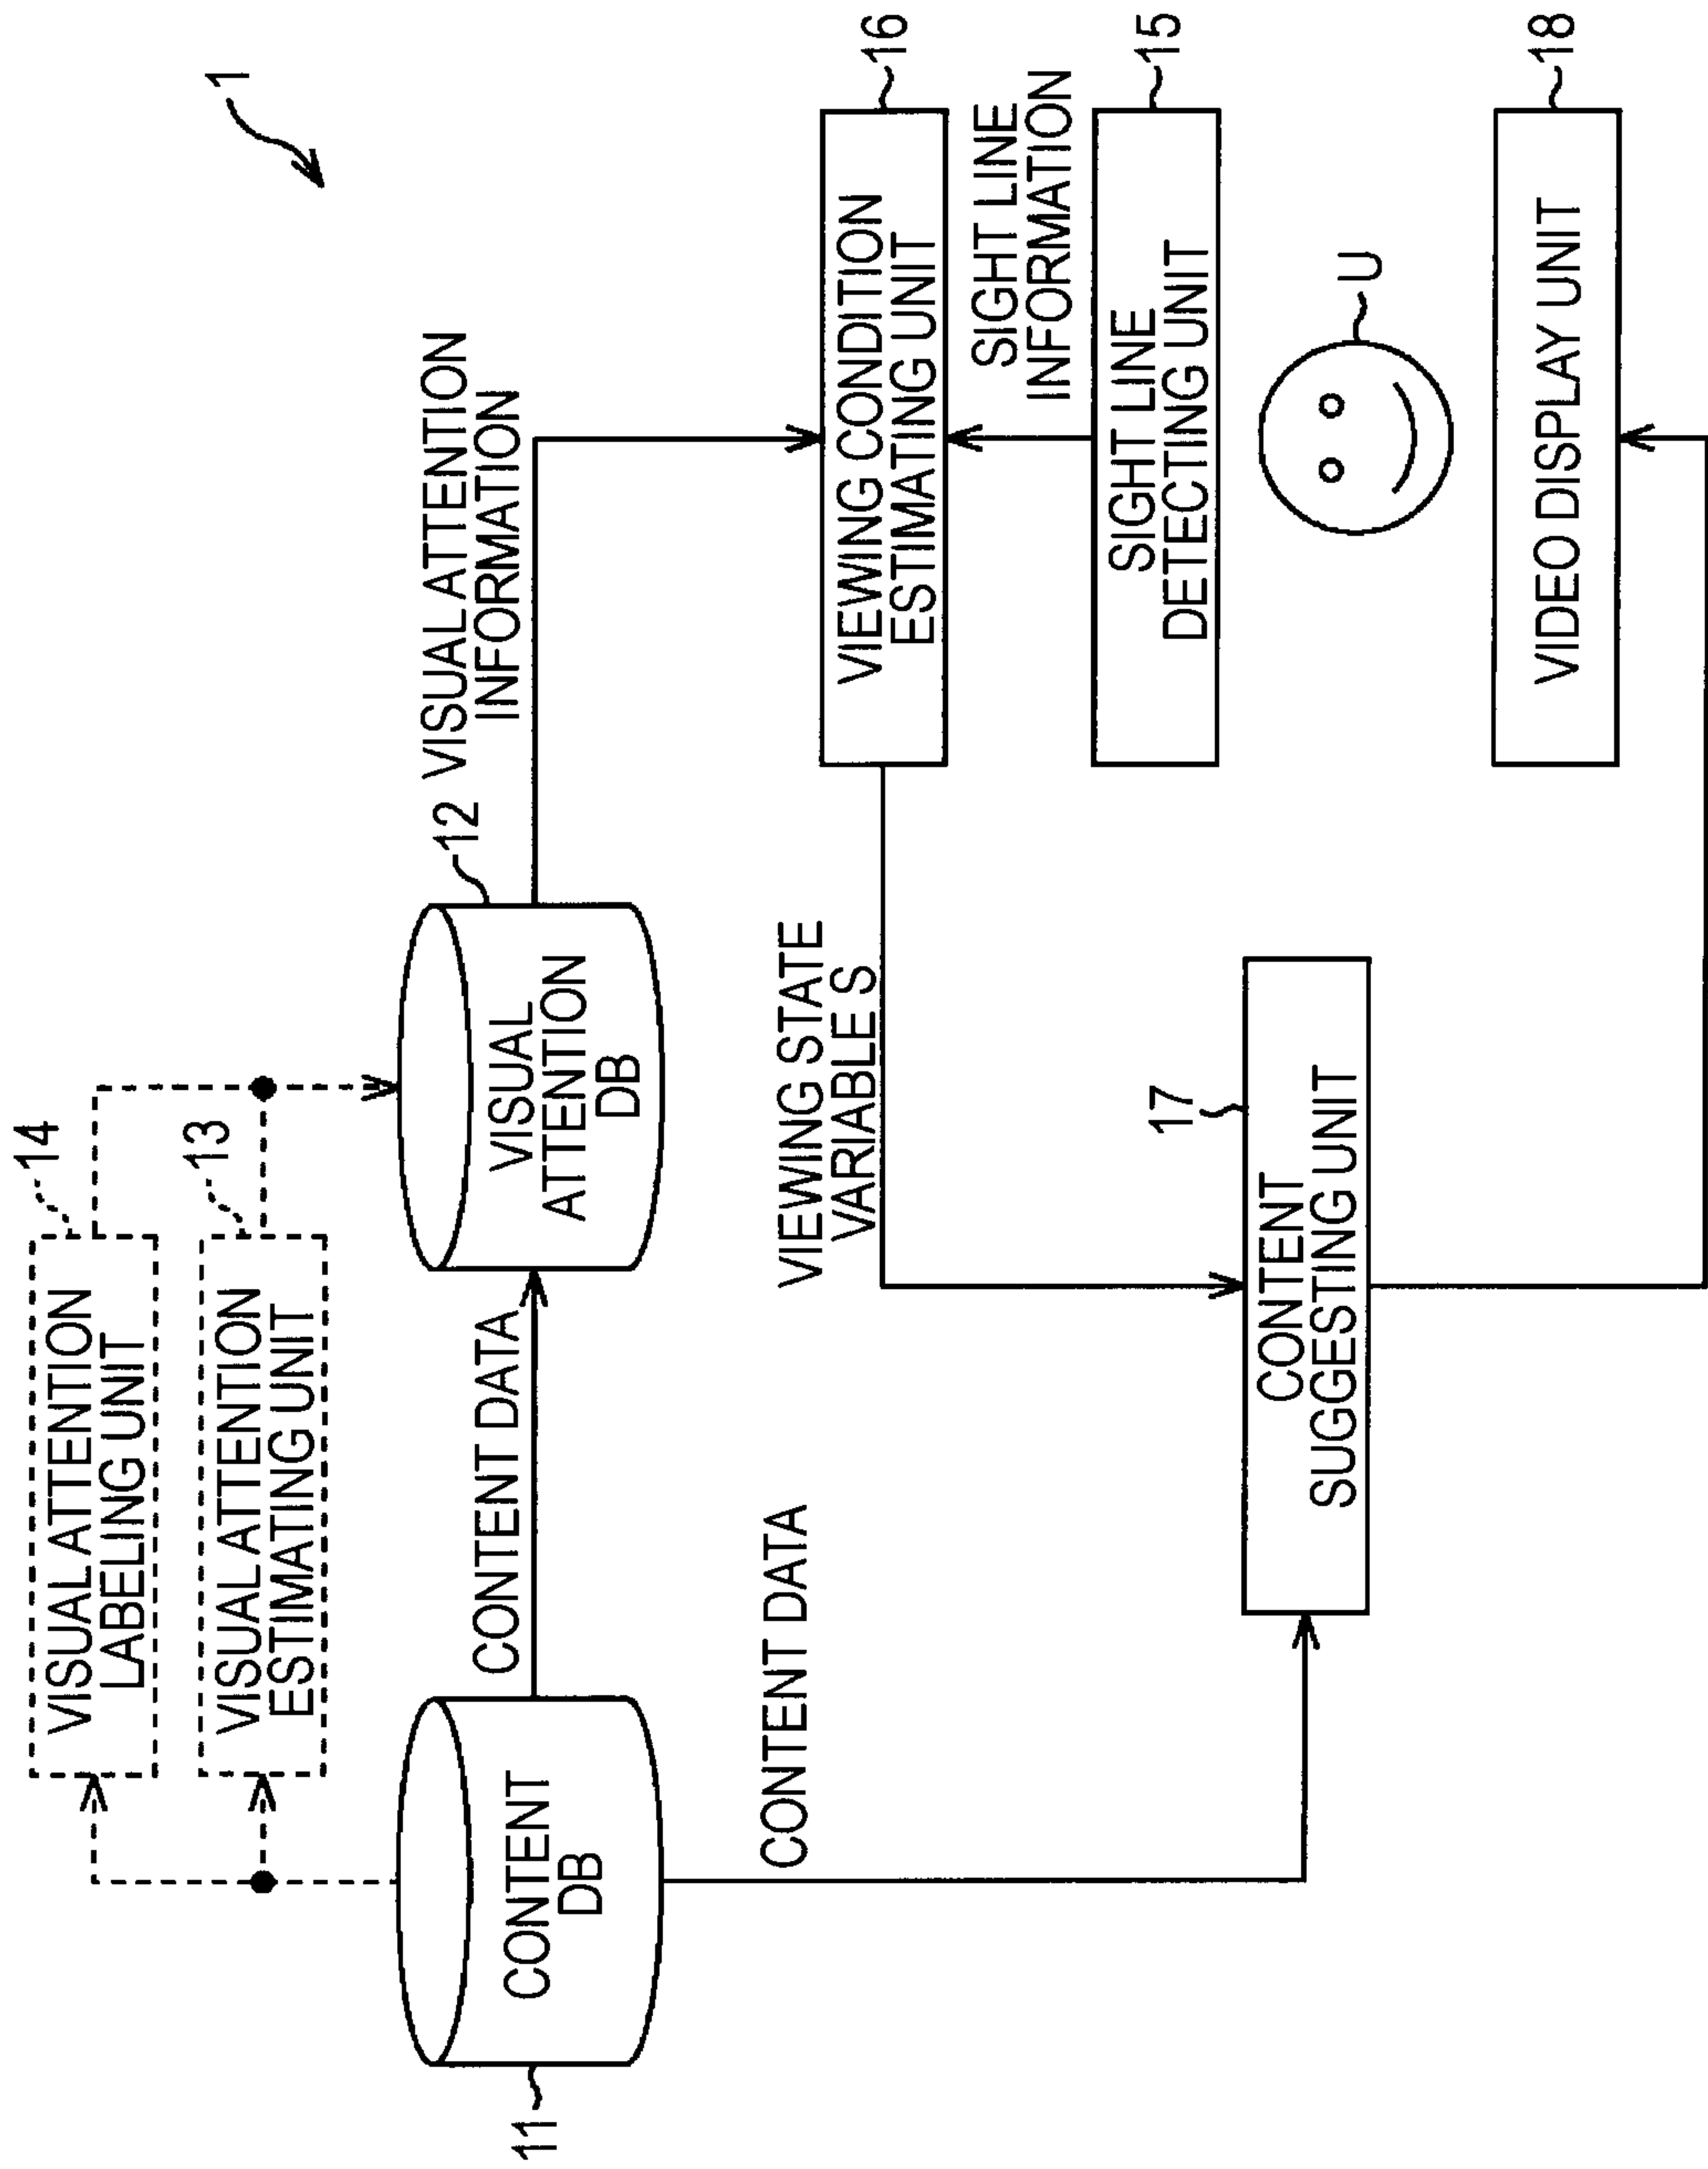 1
VISUAL ATTENTION
LABELING UNIT
14
VISUAL ATTENTION
ESTIMATING UNIT
13
11
CONTENT
DB
CONTENT DATA
VISUAL
ATTENTION
DB
12
VISUAL ATTENTION
INFORMATION
CONTENT DATA
VIEWING STATE
VARIABLE S
VIEWING CONDITION
ESTIMATING UNIT
16
SIGHT LINE
INFORMATION
SIGHT LINE
DETECTING UNIT
15
U
CONTENT
SUGGESTING UNIT
17
VIDEO DISPLAY UNIT
18